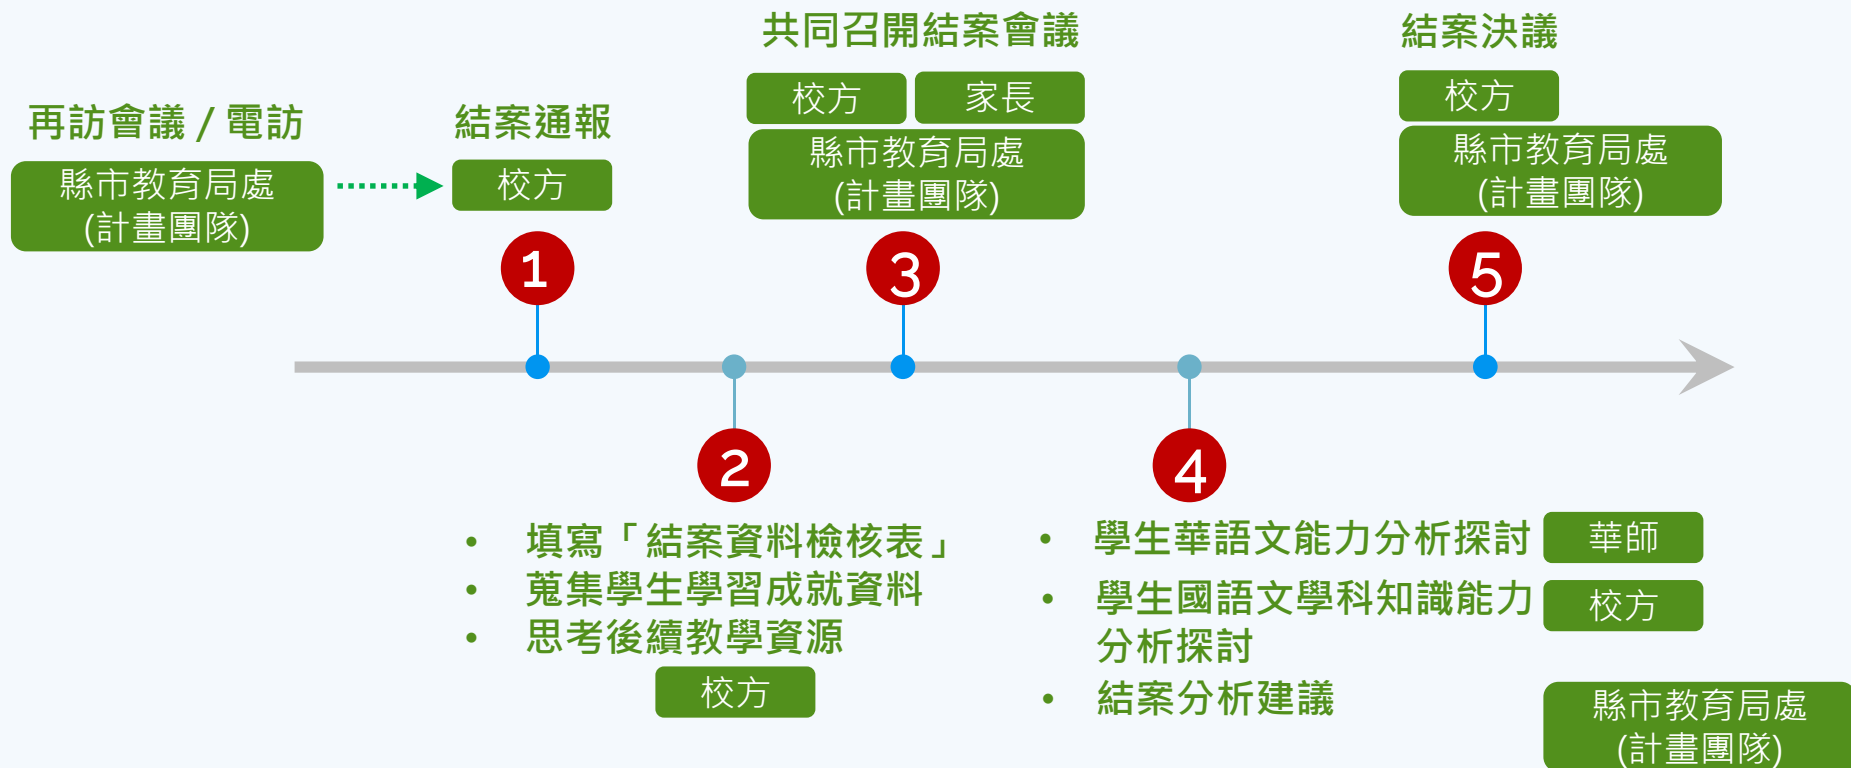 再訪會議 / 電訪
縣市教育局處
(計畫團隊)
結案通報
校方
1
2
• 填寫「結案資料檢核表」
• 蒐集學生學習成就資料
• 思考後續教學資源
校方
共同召開結案會議
校方
家長
縣市教育局處
(計畫團隊)
3
4
• 學生華語文能力分析探討
華師
• 學生國語文學科知識能力
分析探討
校方
• 結案分析建議
縣市教育局處
(計畫團隊)
結案決議
校方
縣市教育局處
(計畫團隊)
5